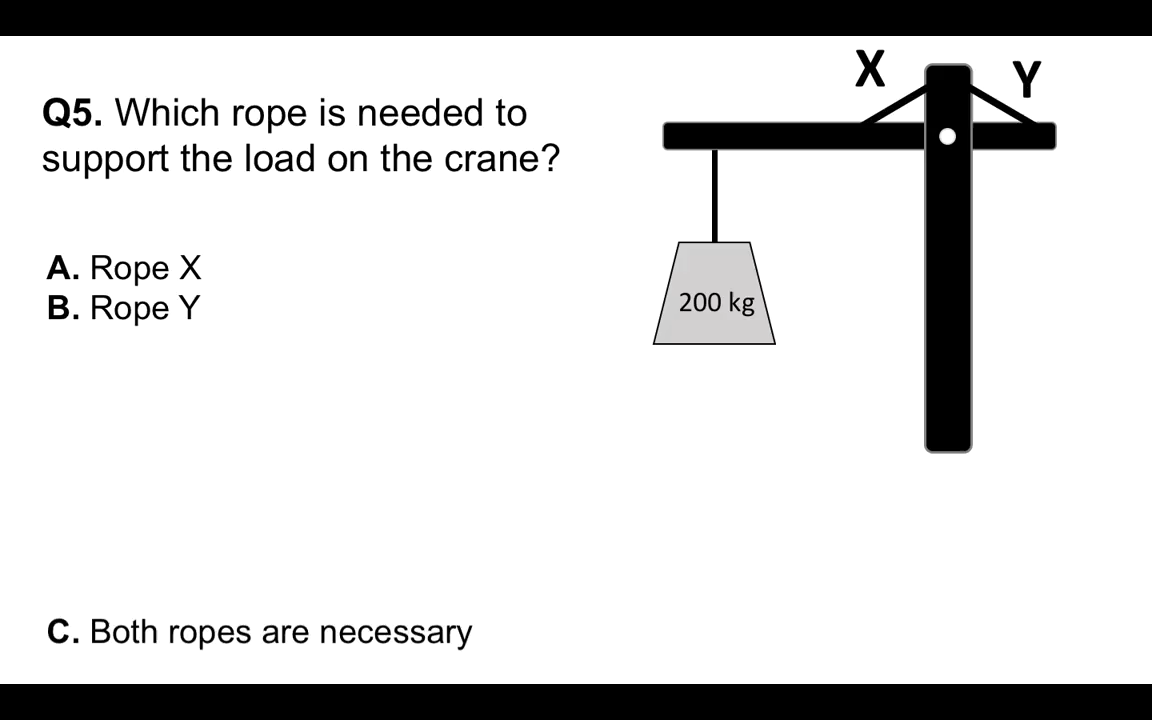 Q5. Which rope is needed to
support the load on the crane?
A. Rope X
B. Rope Y
C. Both ropes are necessary
X
Y
200 kg